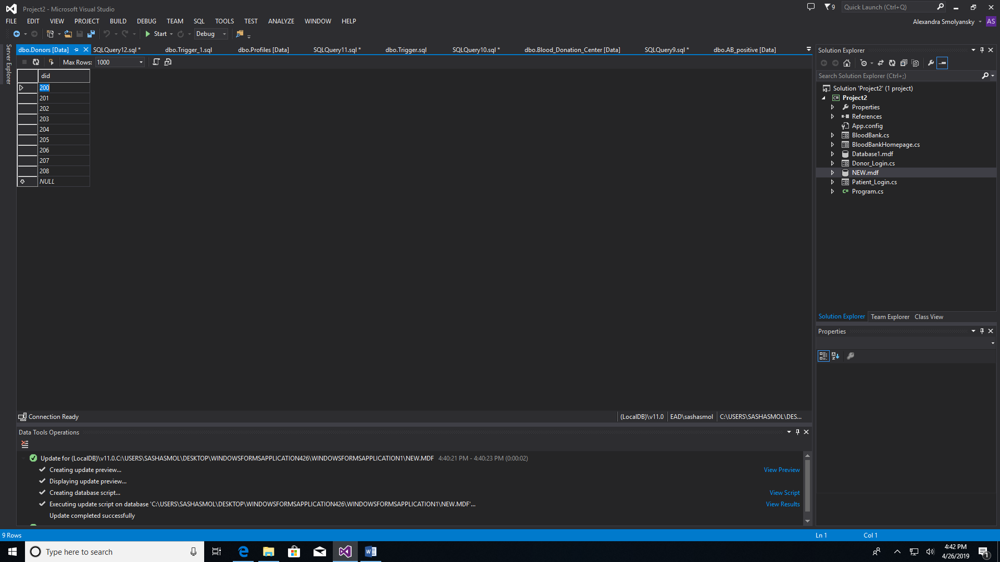 Project2 - Microsoft Visual Studio
9
Quick Launch (Ctrl+Q)
FILE EDIT VIEW PROJECT BUILD DEBUG TEAM SQL TOOLS TEST ANALYZE WINDOW HELP
Alexandra Smolyansky AS
Start Debug
Server Explorer
dbo.Donors [Data] SQLQuery12.sql * dbo.Trigger_1.sql dbo.Profiles [Data] SQLQuery11.sql * dbo.Trigger.sql SQLQuery10.sql * dbo.Blood_Donation_Center [Data] SQLQuery9.sql * dbo.AB_positive [Data]
Max Rows: 1000
did
200
201
202
203
204
205
206
207
208
NULL
Connection Ready
(LocalDB)\v11.0 EAD\sashasmol C:\USERS\SASHASMOL\DES...
Data Tools Operations
Update for (LocalDB)\v11.0.C:\USERS\SASHASMOL\DESKTOP\WINDOWSFORMSAPPLICATION426\WINDOWSFORMSAPPLICATION1\NEW.MDF 4:40:21 PM - 4:40:23 PM (0:00:02)
Creating update preview... View Preview
Displaying update preview...
Creating database script... View Script
Executing update script on database 'C:\USERS\SASHASMOL\DESKTOP\WINDOWSFORMSAPPLICATION426\WINDOWSFORMSAPPLICATION1\NEW.MDF'... View Results
Update completed successfully
Solution Explorer
Search Solution Explorer (Ctrl+;)
Solution 'Project2' (1 project)
C# Project2
Properties
References
App.config
BloodBank.cs
BloodBankHomepage.cs
Database1.mdf
Donor_Login.cs
NEW.mdf
Patient_Login.cs
C# Program.cs
Solution Explorer Team Explorer Class View
Properties
9 Rows
Ln 1 Col 1
Type here to search
4:42 PM
4/26/2019
1